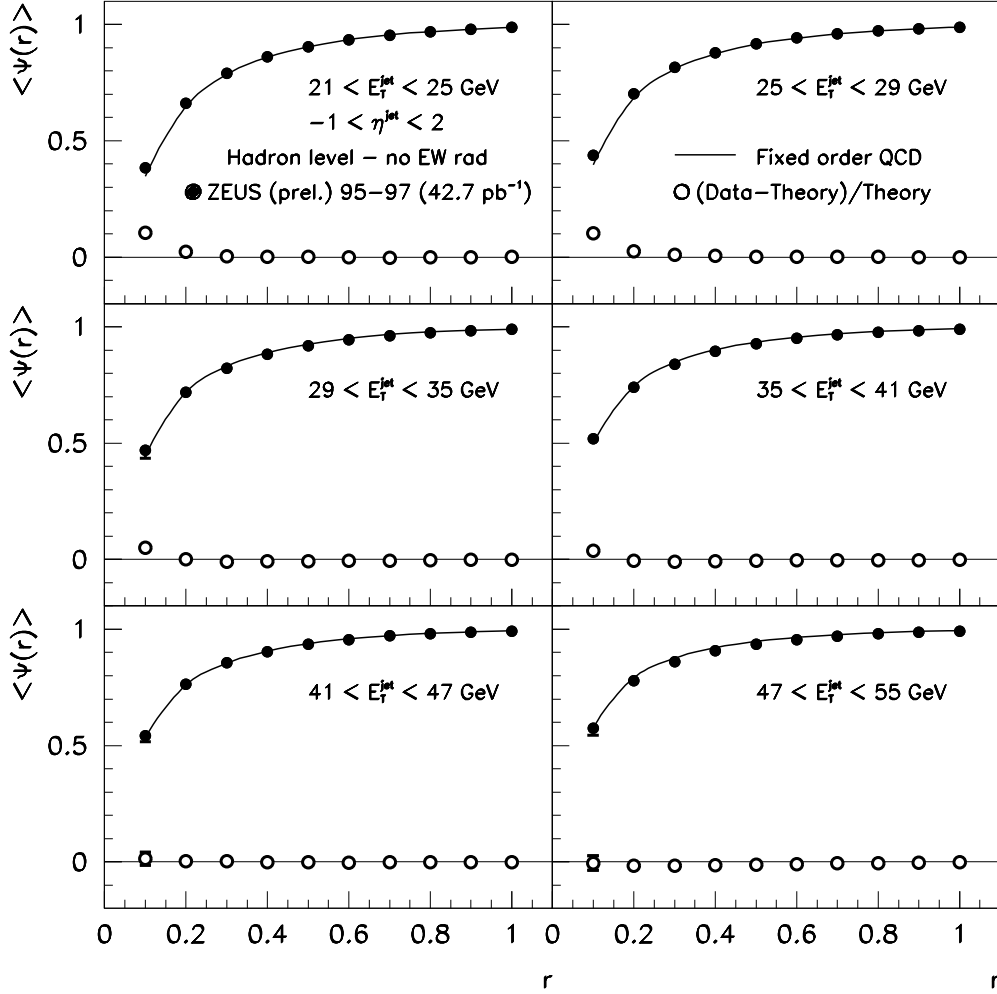 <ψ(r)>
1
0.5
0
21 < E_T^jet < 25 GeV
−1 < η^jet < 2
Hadron level − no EW rad
● ZEUS (prel.) 95−97 (42.7 pb⁻¹)
25 < E_T^jet < 29 GeV
Fixed order QCD
(Data−Theory)/Theory
<ψ(r)>
1
0.5
0
29 < E_T^jet < 35 GeV
35 < E_T^jet < 41 GeV
<ψ(r)>
1
0.5
0
41 < E_T^jet < 47 GeV
47 < E_T^jet < 55 GeV
0 0.2 0.4 0.6 0.8 1 0 0.2 0.4 0.6 0.8 1
r r